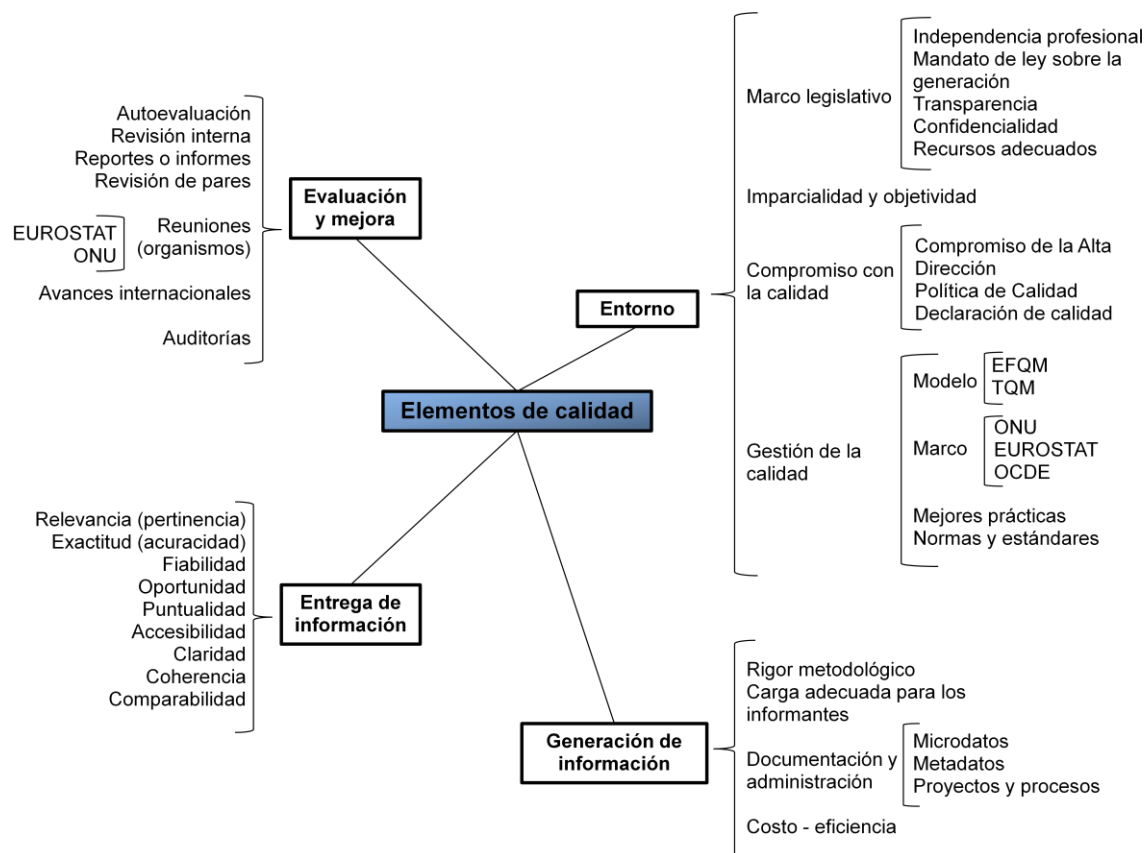 Autoevaluación
Revisión interna
Reportes o informes
Revisión de pares
EUROSTAT
ONU
Reuniones
(organismos)
Avances internacionales
Auditorías
Evaluación
y mejora
Entorno
Marco legislativo
Independencia profesional
Mandato de ley sobre la
generación
Transparencia
Confidencialidad
Recursos adecuados
Imparcialidad y objetividad
Compromiso con
la calidad
Compromiso de la Alta
Dirección
Política de Calidad
Declaración de calidad
Gestión de la
calidad
Modelo
EFQM
TQM
Marco
ONU
EUROSTAT
OCDE
Mejores prácticas
Normas y estándares
Elementos de calidad
Relevancia (pertinencia)
Exactitud (acuracidad)
Fiabilidad
Oportunidad
Puntualidad
Accesibilidad
Claridad
Coherencia
Comparabilidad
Entrega de
información
Generación de
información
Rigor metodológico
Carga adecuada para los
informantes
Documentación y
administración
Microdatos
Metadatos
Proyectos y procesos
Costo - eficiencia